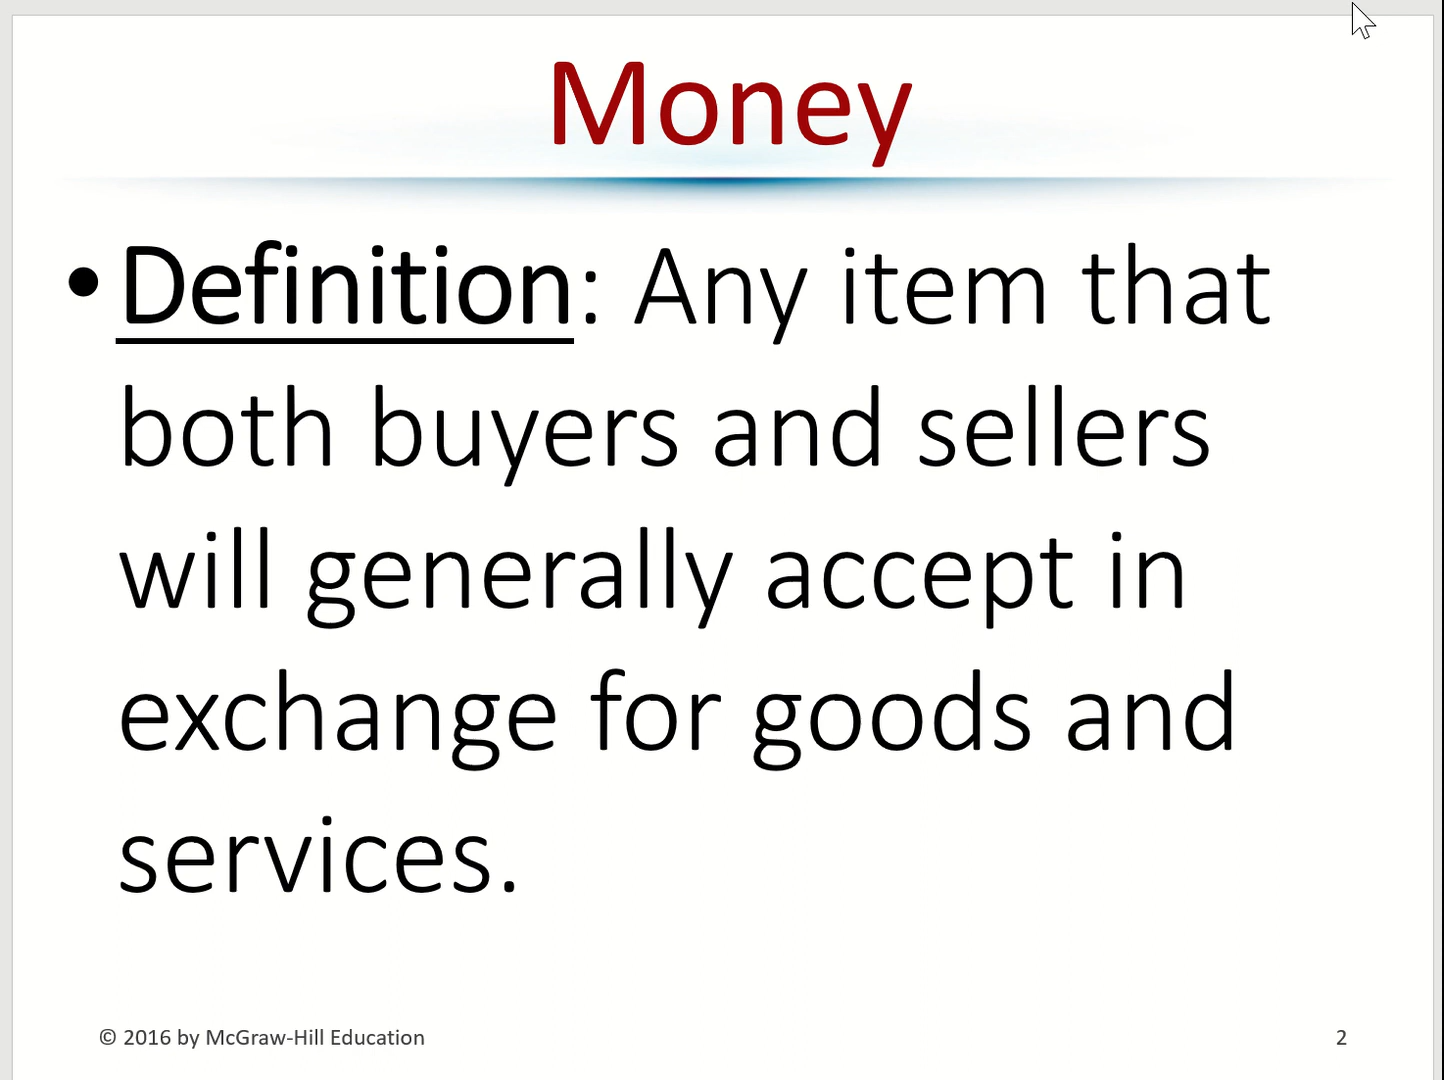 Money
• Definition: Any item that
both buyers and sellers
will generally accept in
exchange for goods and
services.
© 2016 by McGraw-Hill Education
2